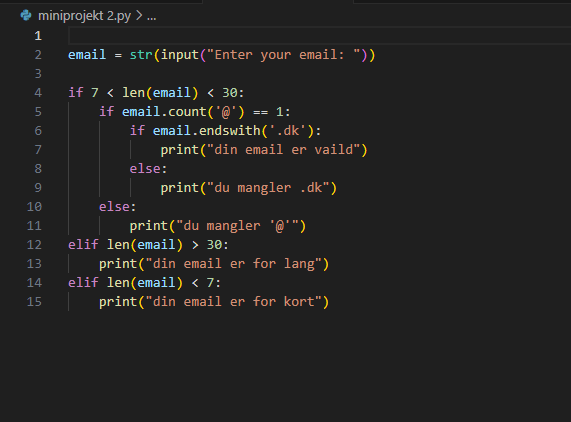 miniprojekt 2.py > ...
1
2 email = str(input("Enter your email: "))
3
4 if 7 < len(email) < 30:
5     if email.count('@') == 1:
6         if email.endswith('.dk'):
7             print("din email er vaild")
8         else:
9             print("du mangler .dk")
10     else:
11         print("du mangler '@'")
12 elif len(email) > 30:
13     print("din email er for lang")
14 elif len(email) < 7:
15     print("din email er for kort")